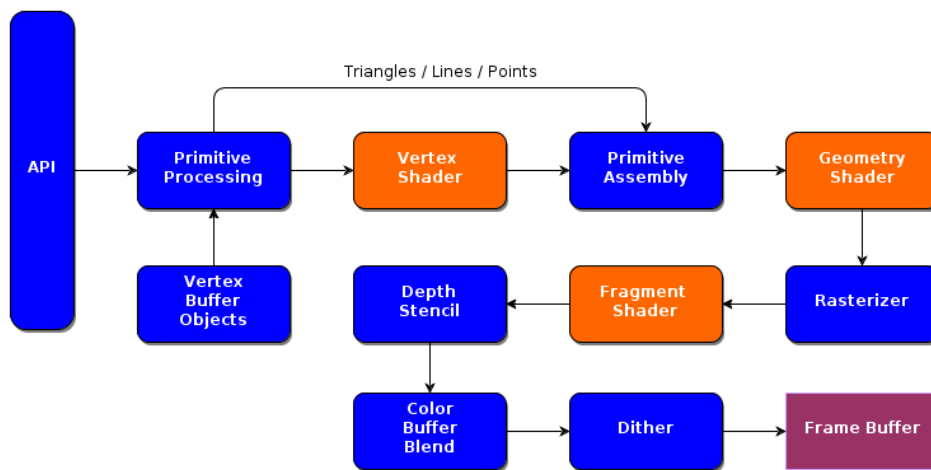 Triangles / Lines / Points
API
Primitive
Processing
Vertex
Shader
Primitive
Assembly
Geometry
Shader
Vertex
Buffer
Objects
Depth
Stencil
Fragment
Shader
Rasterizer
Color
Buffer
Blend
Dither
Frame Buffer